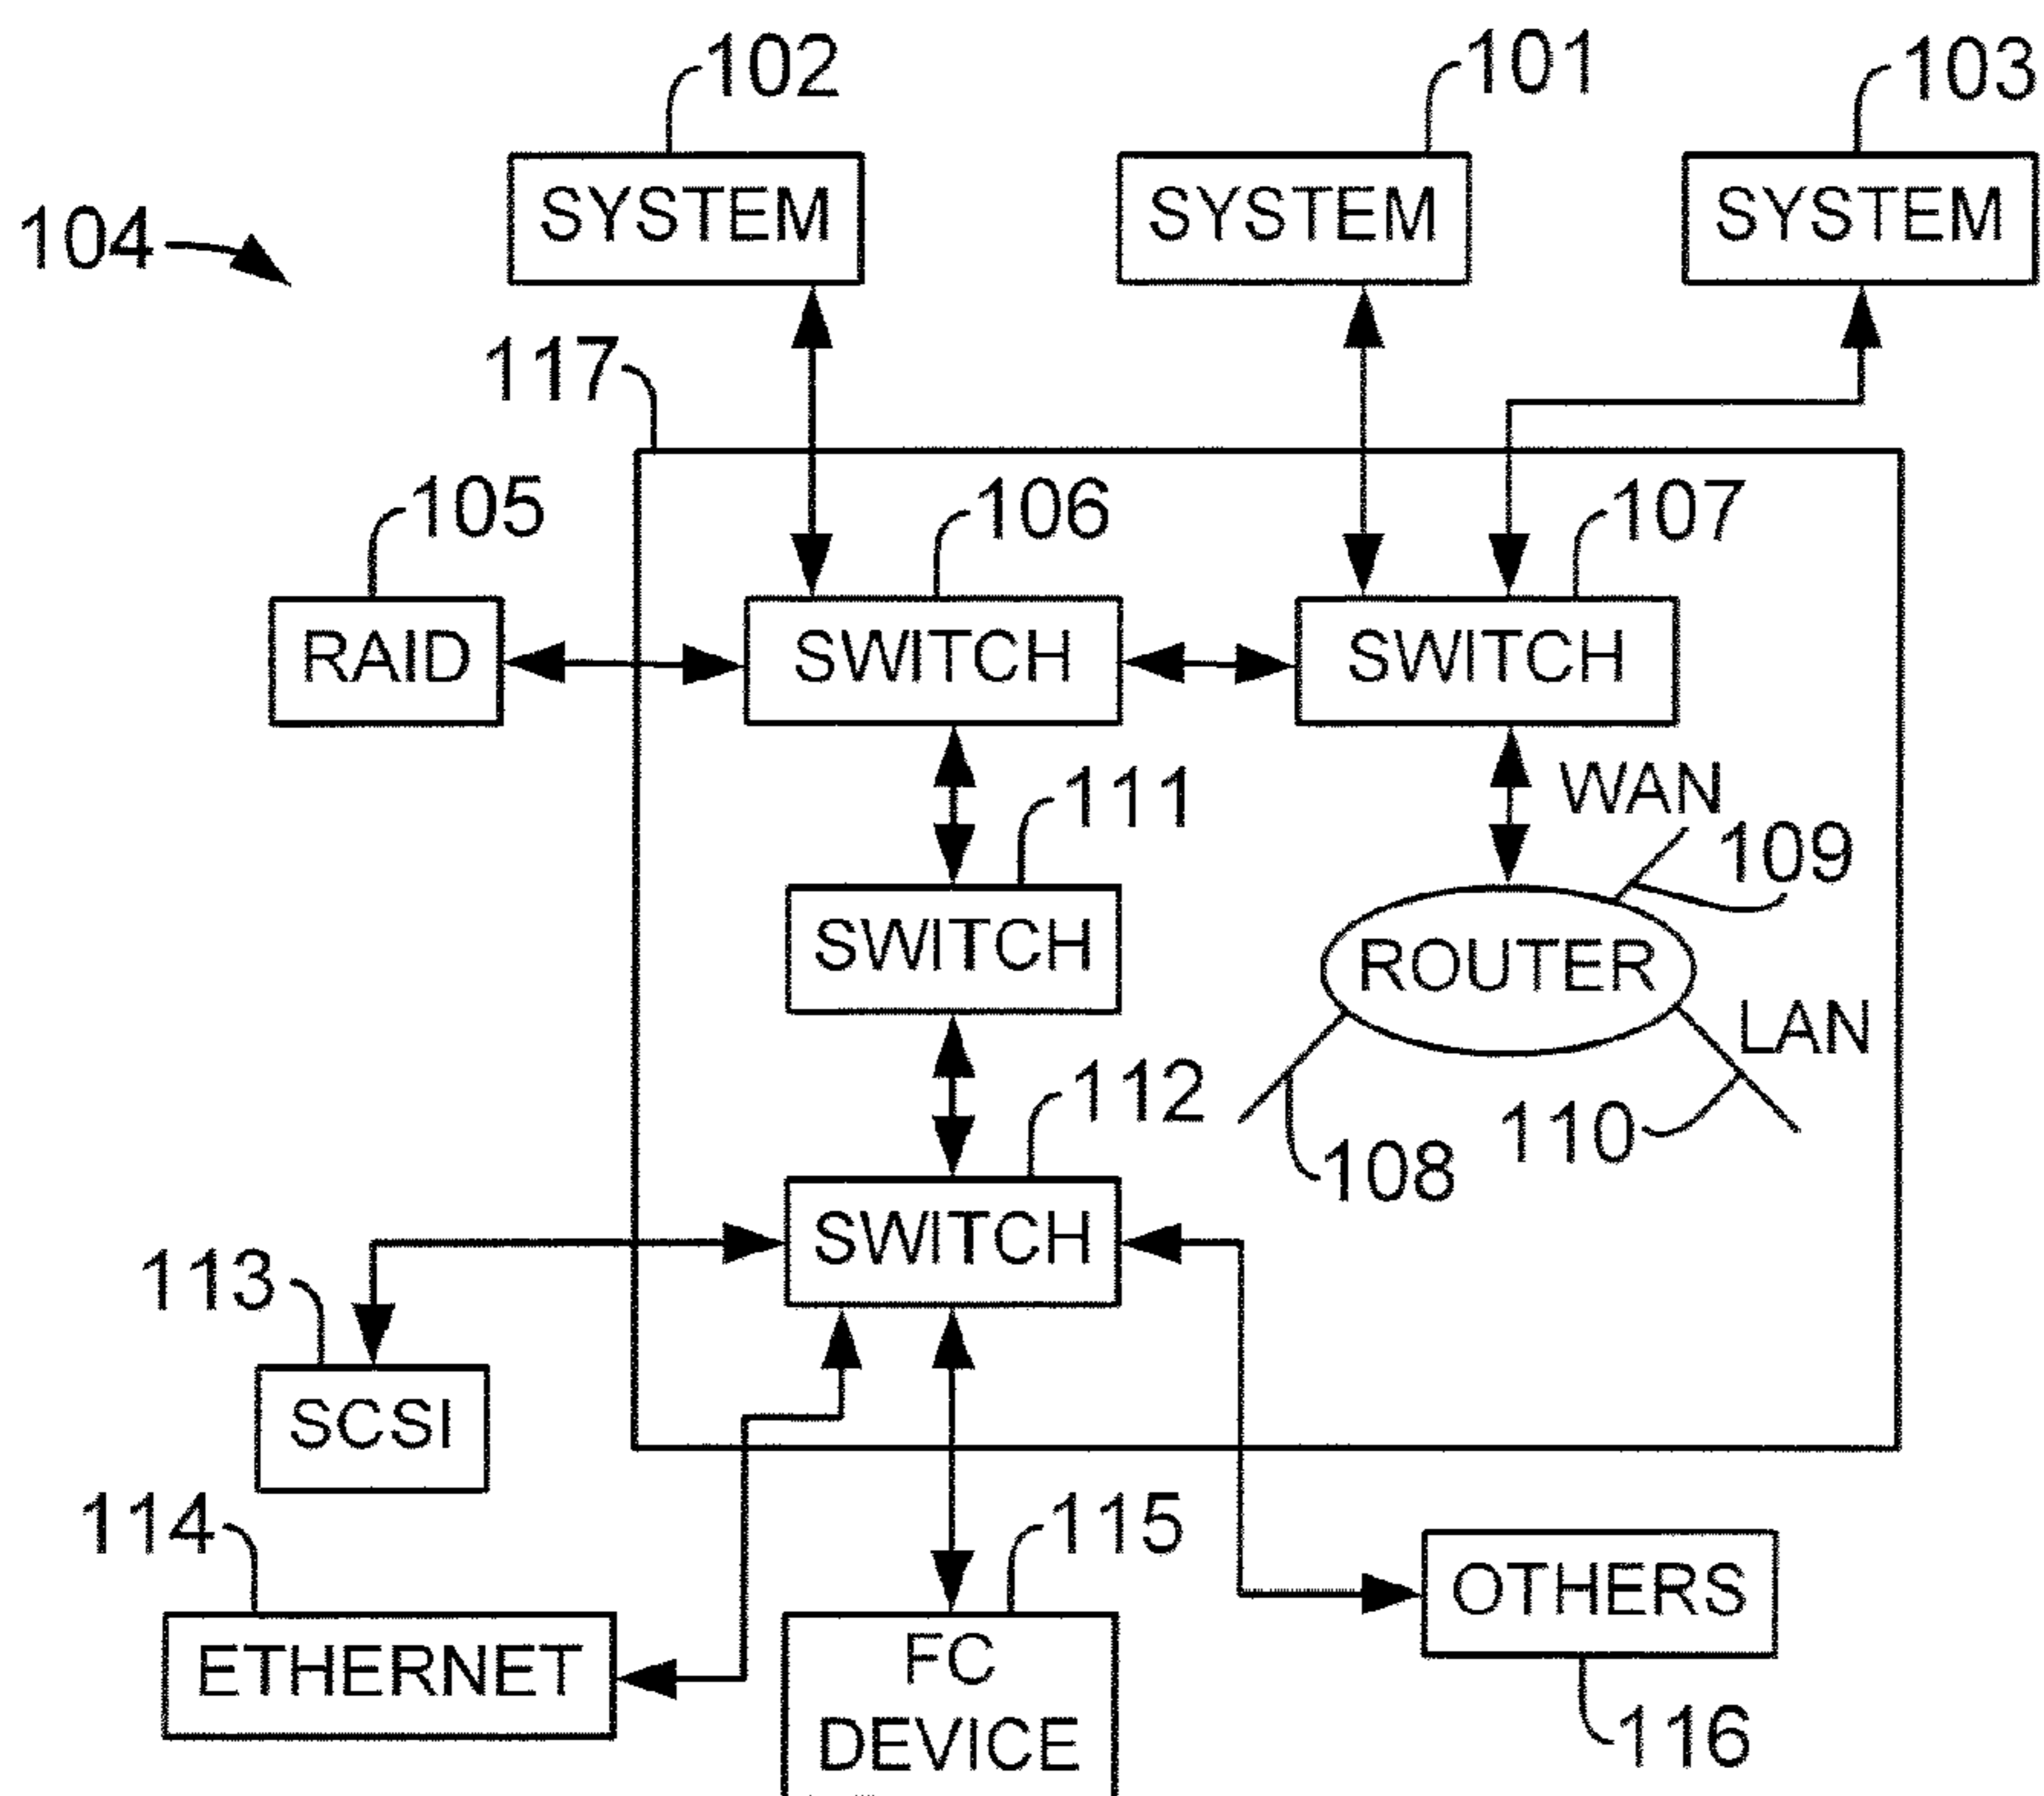 102
101
103
SYSTEM
SYSTEM
SYSTEM
104
117
105
106
107
RAID
SWITCH
SWITCH
111
WAN
109
SWITCH
ROUTER
LAN
112
110
108
SWITCH
113
SCSI
114
115
ETHERNET
FC
DEVICE
OTHERS
116